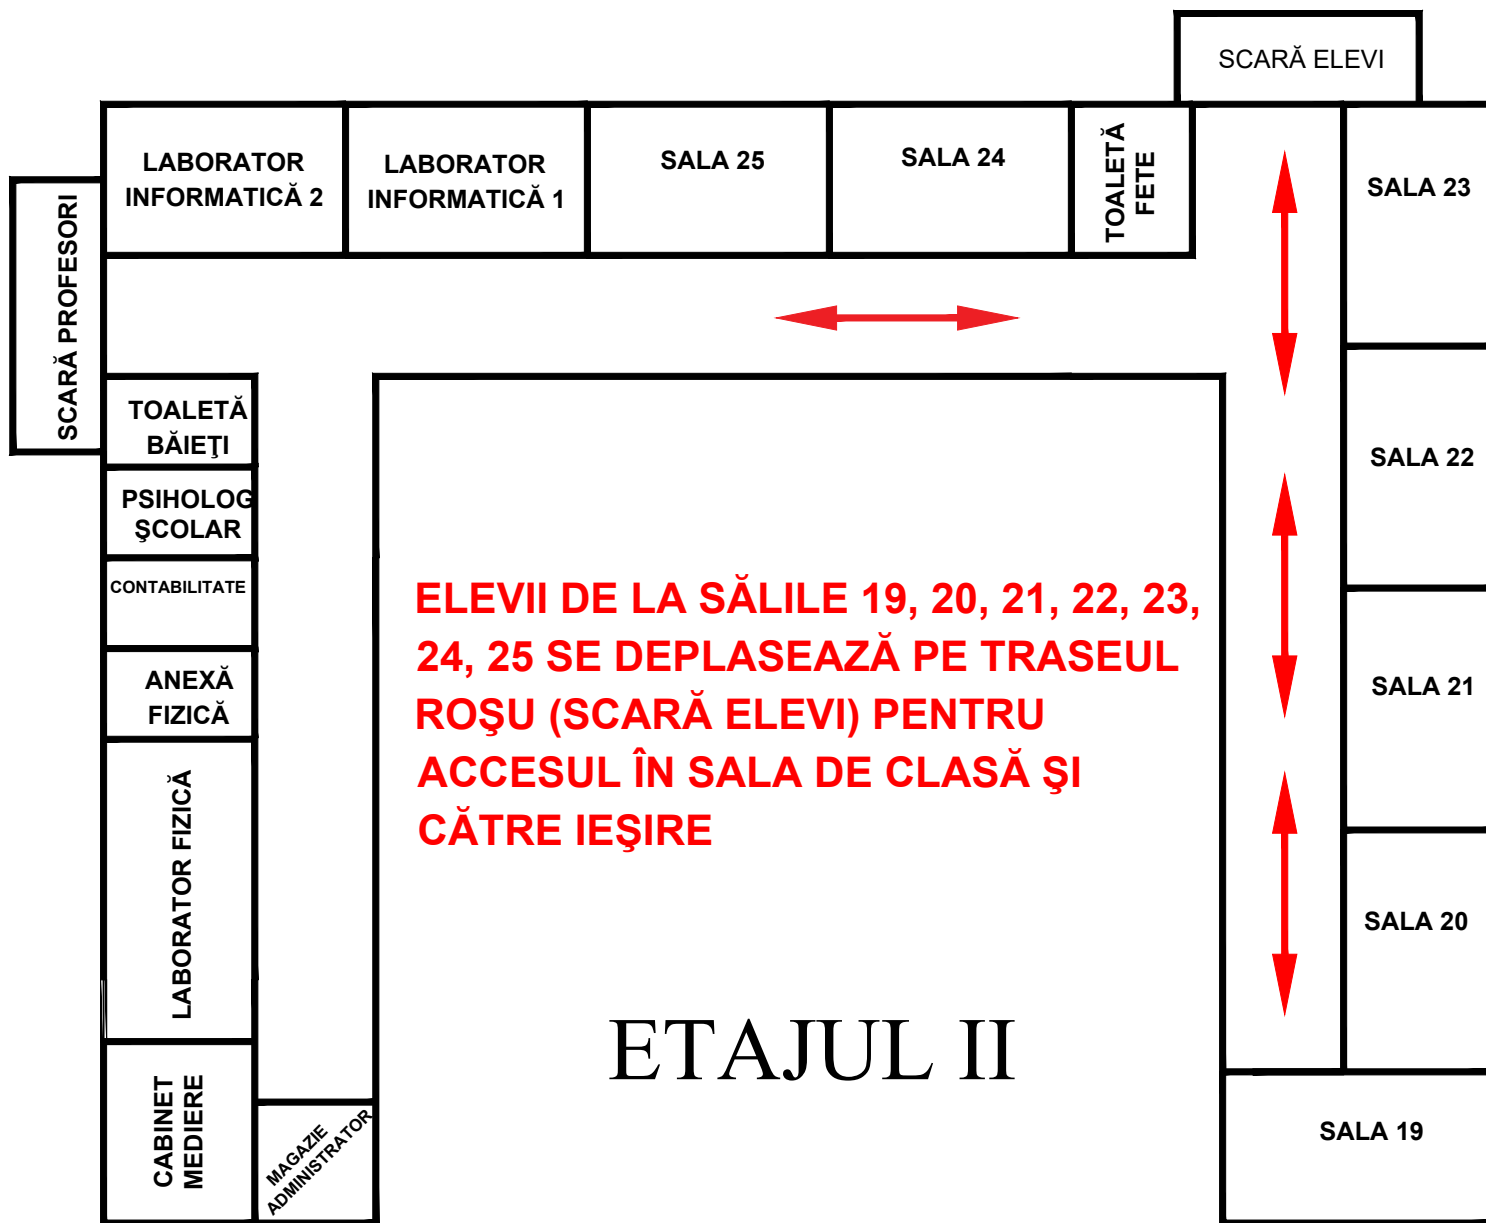 SCARĂ ELEVI
LABORATOR
INFORMATICĂ 2
LABORATOR
INFORMATICĂ 1
SALA 25
SALA 24
TOALETĂ
FETE
SALA 23
SCARĂ PROFESORI
TOALETĂ
BĂIEŢI
SALA 22
PSIHOLOG
ŞCOLAR
CONTABILITATE
ELEVII DE LA SĂLILE 19, 20, 21, 22, 23,
24, 25 SE DEPLASEAZĂ PE TRASEUL
ROŞU (SCARĂ ELEVI) PENTRU
ACCESUL ÎN SALA DE CLASĂ ŞI
CĂTRE IEŞIRE
ANEXĂ
FIZICĂ
SALA 21
LABORATOR FIZICĂ
SALA 20
ETAJUL II
CABINET
MEDIERE
MAGAZIE
ADMINISTRATOR
SALA 19